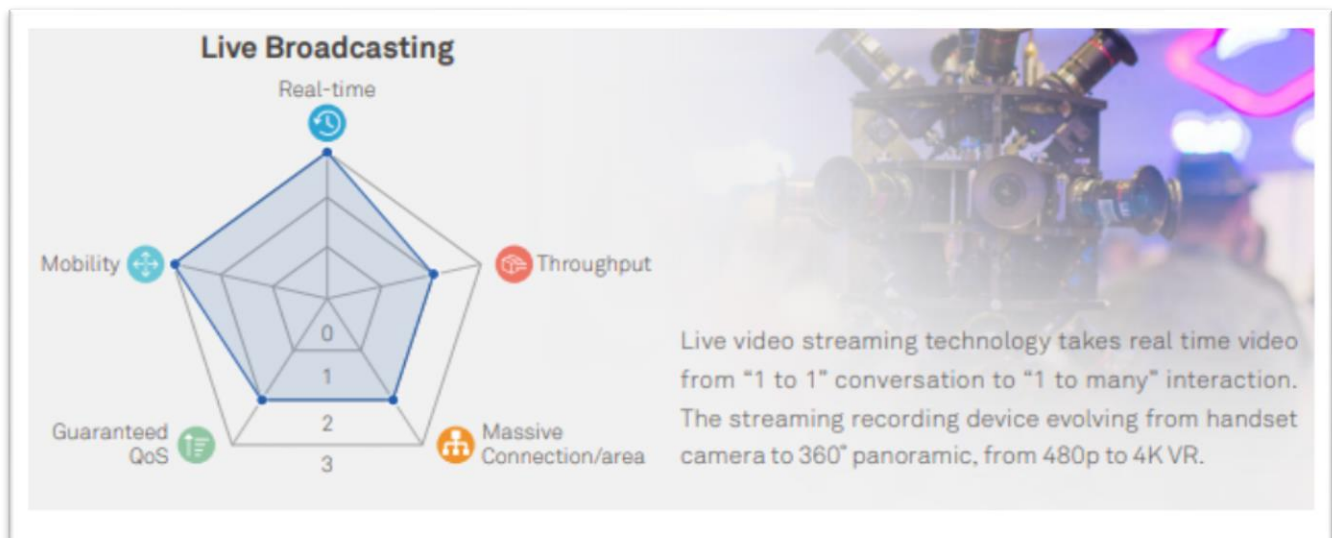 Live Broadcasting
Real-time
Mobility
Throughput
0
1
2
3
Guaranteed
QoS
Massive
Connection/area
Live video streaming technology takes real time video
from “1 to 1” conversation to “1 to many” interaction.
The streaming recording device evolving from handset
camera to 360° panoramic, from 480p to 4K VR.